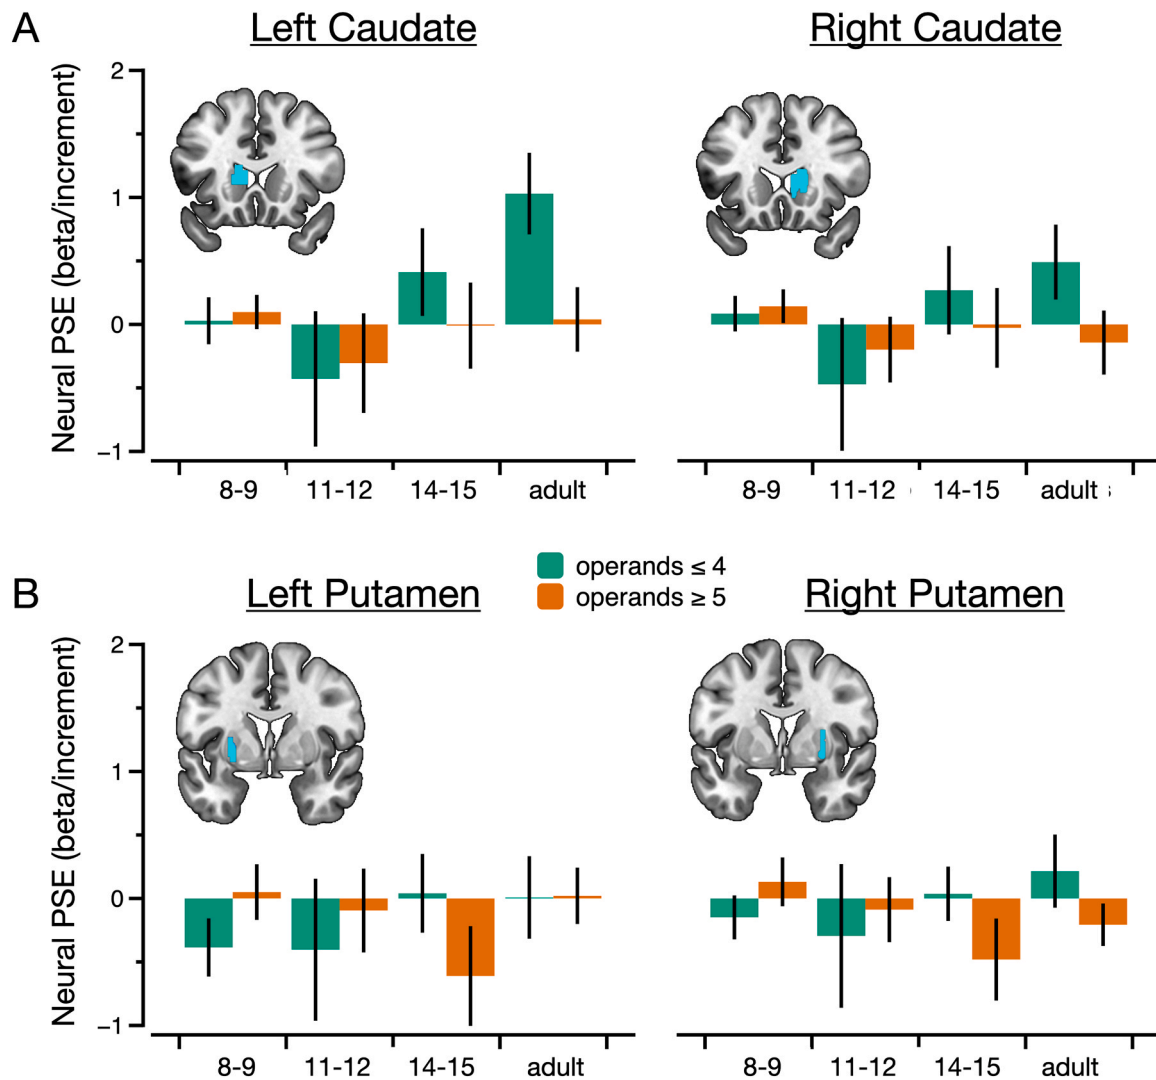 A
Left Caudate
Right Caudate
Neural PSE (beta/increment)
2
1
0
−1
8-9
11-12
14-15
adult
8-9
11-12
14-15
adult
operands ≤ 4
operands ≥ 5
B
Left Putamen
Right Putamen
Neural PSE (beta/increment)
2
1
0
−1
8-9
11-12
14-15
adult
8-9
11-12
14-15
adult